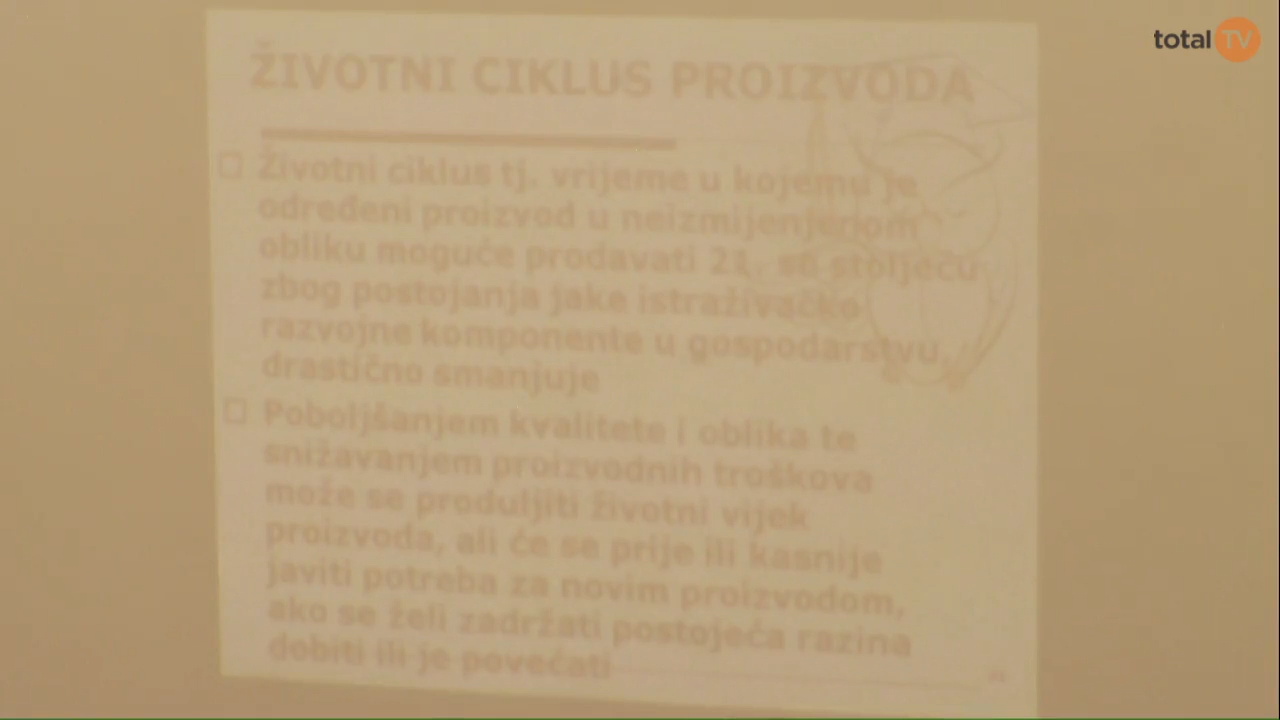 total TV
ŽIVOTNI CIKLUS PROIZVODA
Životni ciklus tj. vrijeme u kojemu je
određeni proizvod u neizmijenjenom
obliku moguće prodavati 21. se stoljeću
zbog postojanja jake istraživačko
razvojne komponente u gospodarstvu,
drastično smanjuje
Poboljšanjem kvalitete i oblika te
snižavanjem proizvodnih troškova
može se produljiti životni vijek
proizvoda, ali će se prije ili kasnije
javiti potreba za novim proizvodom,
ako se želi zadržati postojeća razina
dobiti ili je povećati